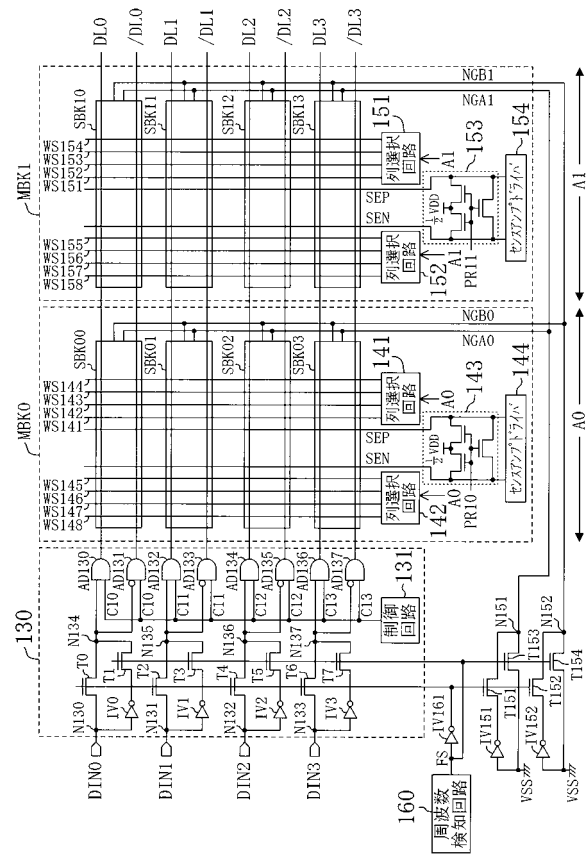 130
MBK0
MBK1
DIN0
DIN1
DIN2
DIN3
N130
N131
N132
N133
T0
T1
T2
T3
T4
T5
T6
T7
IV0
IV1
IV2
IV3
N134
N135
N136
N137
AD130
AD131
AD132
AD133
AD134
AD135
AD136
AD137
C10
C10
C11
C11
C12
C12
C13
C13
制御
回路
131
WS148
WS147
WS146
WS145
WS141
WS142
WS143
WS144
SBK00
SBK01
SBK02
SBK03
SEN
SEP
列選択
回路
142
A0
列選択
回路
141
A0
1/2 VDD
PR10
143
センスアンプドライバ
144
NGA0
NGB0
A0
WS158
WS157
WS156
WS155
WS151
WS152
WS153
WS154
SBK10
SBK11
SBK12
SBK13
SEN
SEP
列選択
回路
152
A1
列選択
回路
151
A1
1/2 VDD
PR11
153
センスアンプドライバ
154
NGA1
NGB1
A1
DL0
/DL0
DL1
/DL1
DL2
/DL2
DL3
/DL3
160
周波数
検知回路
FS
IV161
IV151
IV152
T151
T152
T153
T154
N151
N152
VSS
VSS